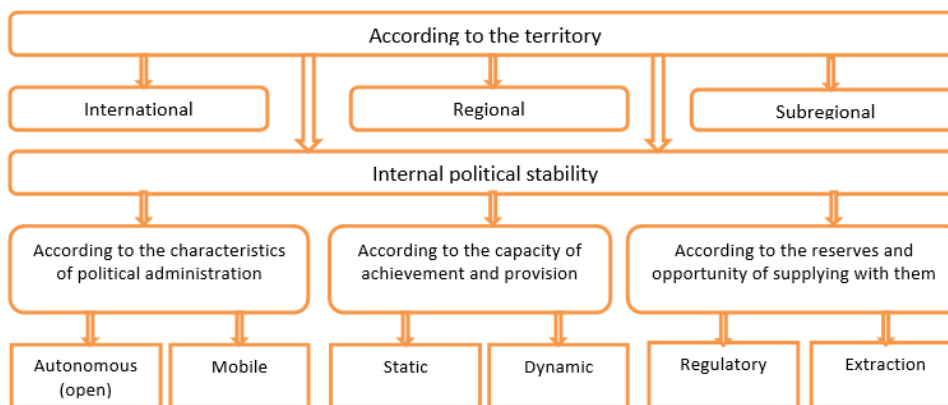 According to the territory
International
Regional
Subregional
Internal political stability
According to the characteristics
of political administration
According to the capacity of
achievement and provision
According to the reserves and
opportunity of supplying with them
Autonomous
(open)
Mobile
Static
Dynamic
Regulatory
Extraction